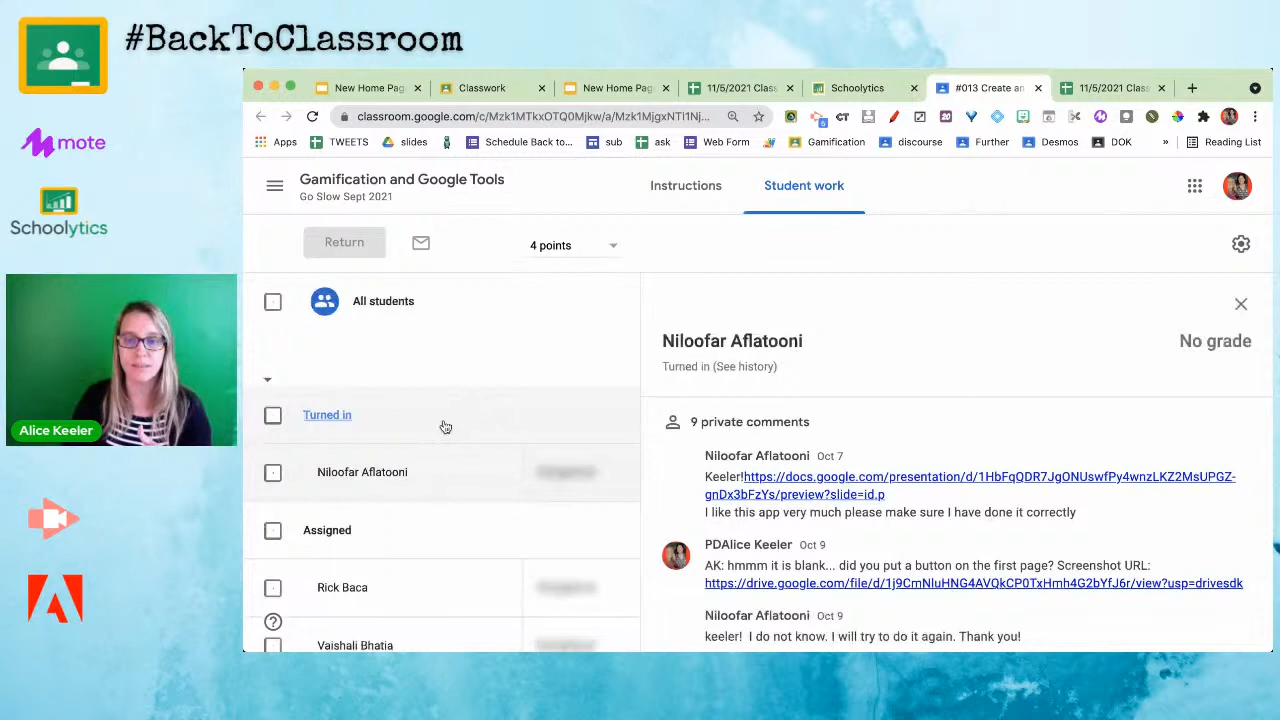 #BackToClassroom
mote
Schoolytics
Alice Keeler
New Home Pag
Classwork
New Home Pag
11/5/2021 Clas
Schoolytics
#013 Create an
11/5/2021 Clas
classroom.google.com/c/Mzk1MTkxOTQ0Mjkw/a/Mzk1MjgxNTI1Nj...
Apps
TWEETS
slides
Schedule Back to...
sub
ask
Web Form
Gamification
discourse
Further
Desmos
DOK
»
Reading List
Gamification and Google Tools
Go Slow Sept 2021
Instructions
Student work
Return
4 points
All students
Turned in
Niloofar Aflatooni
Assigned
Rick Baca
Vaishali Bhatia
Niloofar Aflatooni
No grade
Turned in (See history)
9 private comments
Niloofar Aflatooni Oct 7
Keeler!https://docs.google.com/presentation/d/1HbFqQDR7JgONUswfPy4wnzLKZ2MsUPGZ-
gnDx3bFzYs/preview?slide=id.p
I like this app very much please make sure I have done it correctly
PDAlice Keeler Oct 9
AK: hmmm it is blank... did you put a button on the first page? Screenshot URL:
https://drive.google.com/file/d/1j9CmNluHNG4AVQkCP0TxHmh4G2bYfJ6r/view?usp=drivesdk
Niloofar Aflatooni Oct 9
keeler! I do not know. I will try to do it again. Thank you!